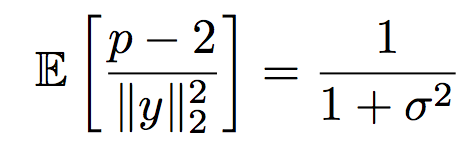 𝔼 [ (p − 2) / ‖y‖₂² ] = 1 / (1 + σ²)